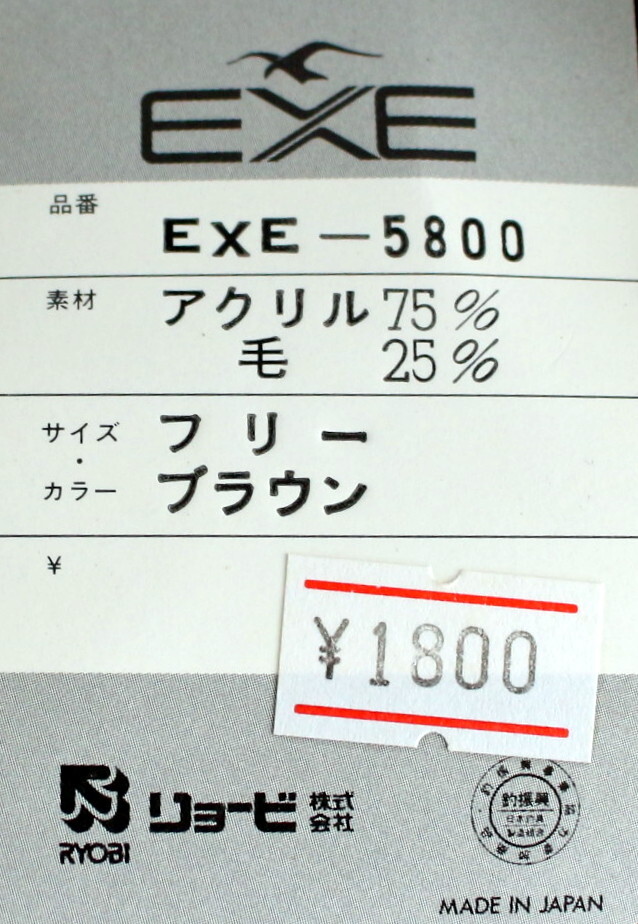 EXE
品番
EXE-5800
素材
アクリル 75%
毛 25%
サイズ・カラー
フリー
ブラウン
¥
¥1800
RYOBI
リョービ 株式会社
釣振興
MADE IN JAPAN